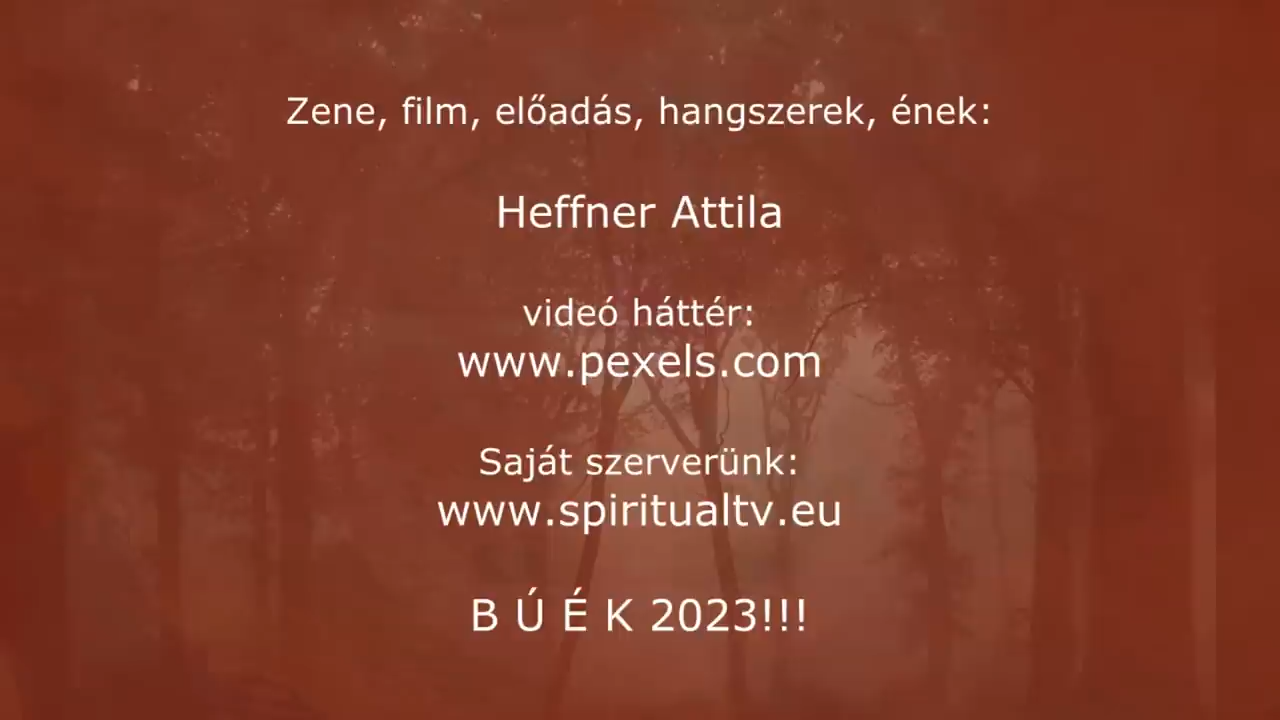 Zene, film, előadás, hangszerek, ének:
Heffner Attila
videó háttér:
www.pexels.com
Saját szerverünk:
www.spiritualtv.eu
B Ú É K 2023!!!